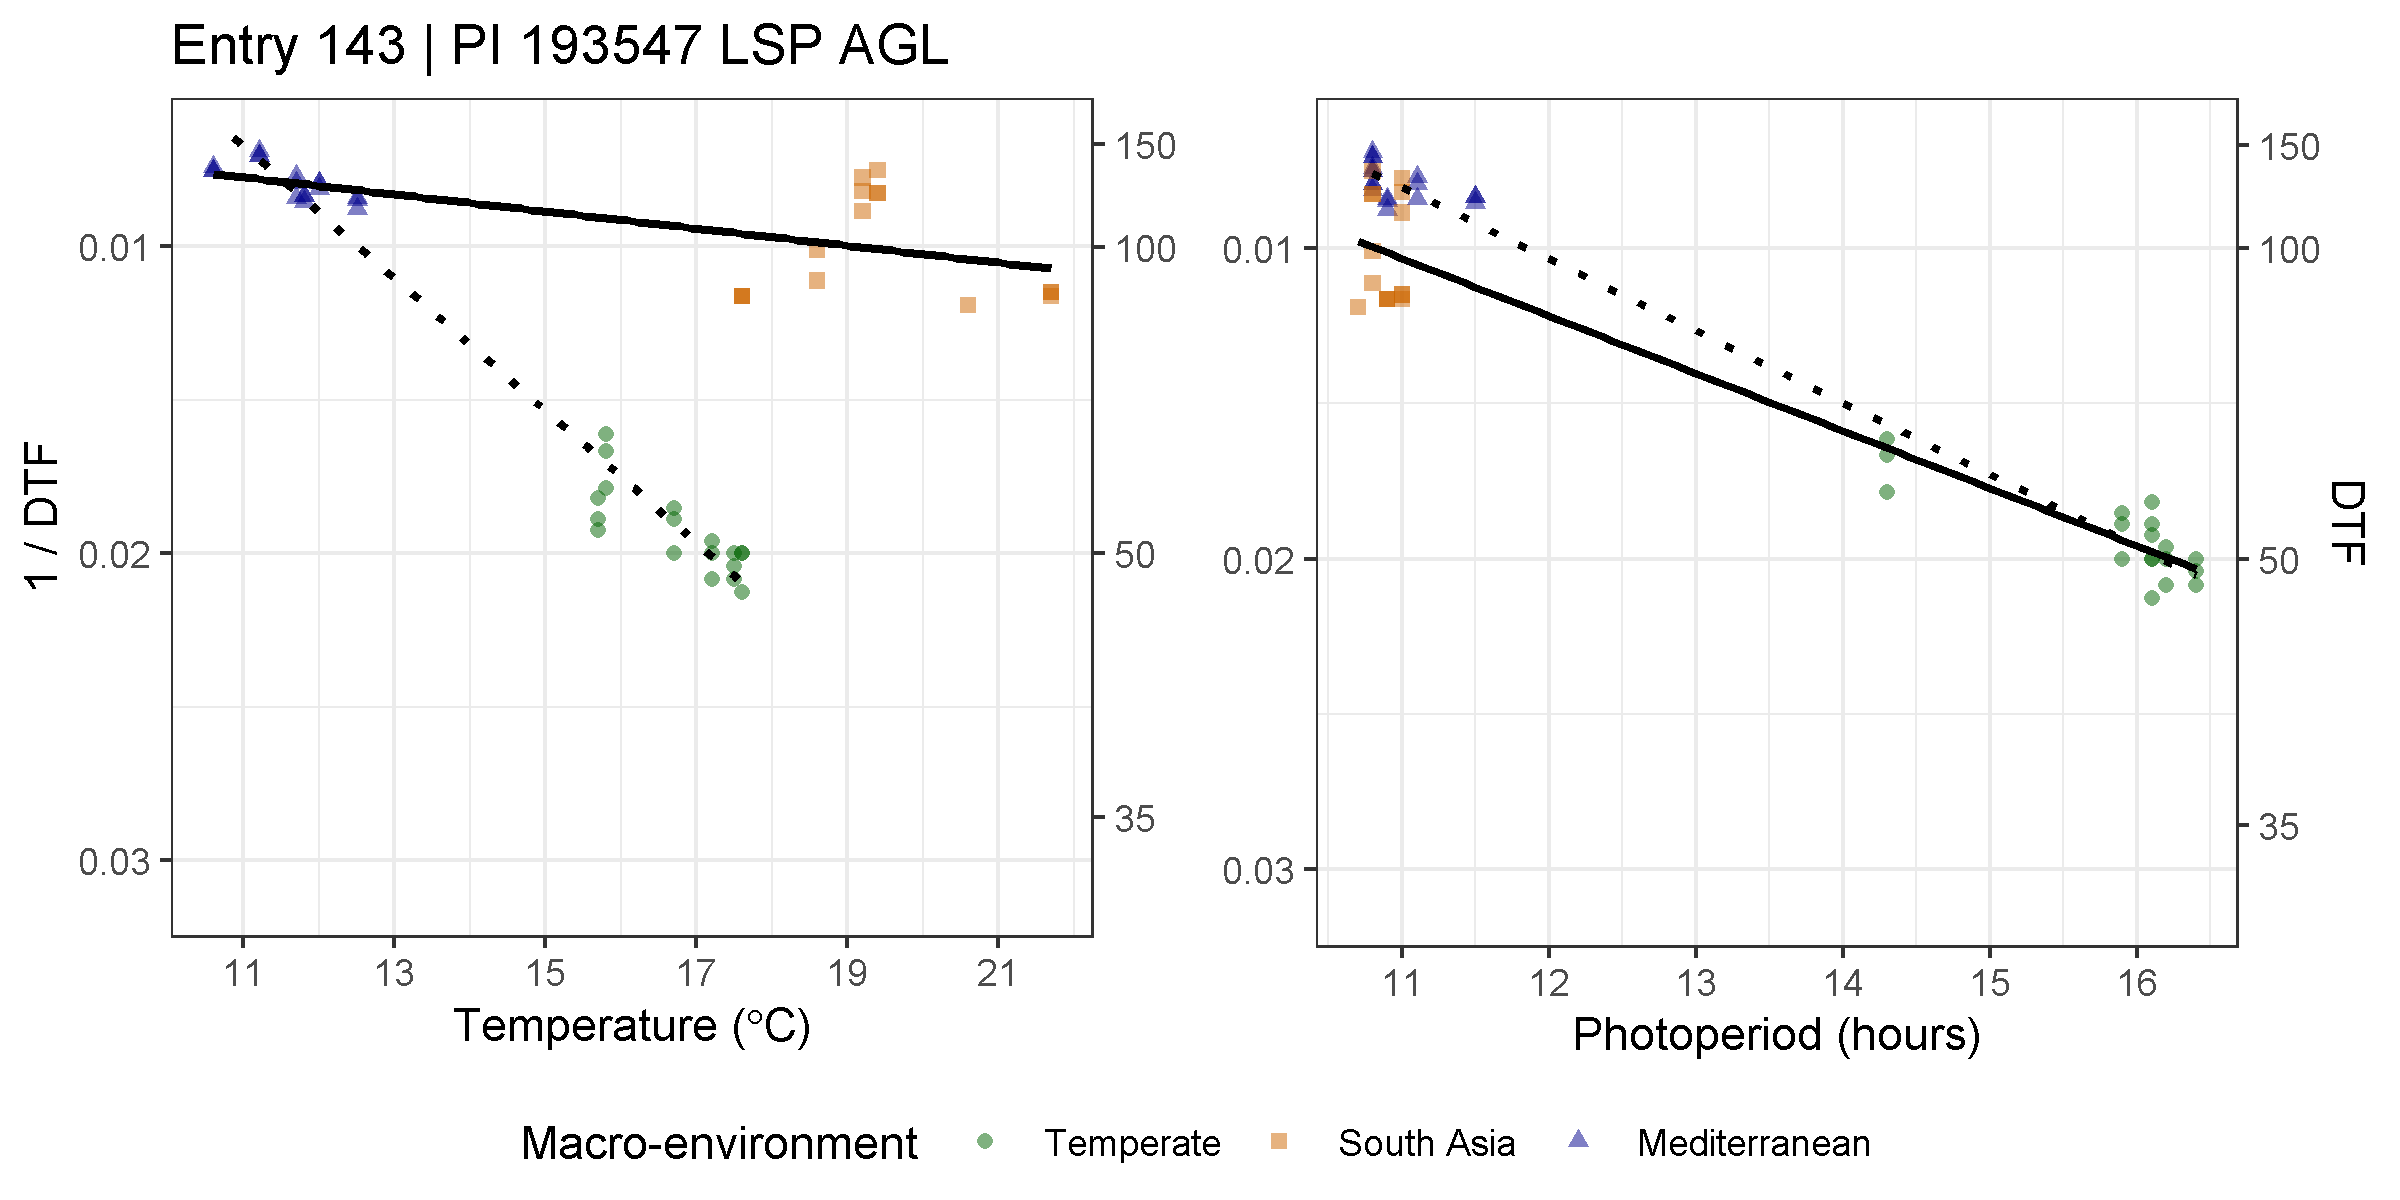 Entry 143 | PI 193547 LSP AGL
1 / DTF
0.01
0.02
0.03
150
100
50
35
11 13 15 17 19 21
Temperature (°C)
0.01
0.02
0.03
150
100
50
35
DTF
11 12 13 14 15 16
Photoperiod (hours)
Macro-environment Temperate South Asia Mediterranean